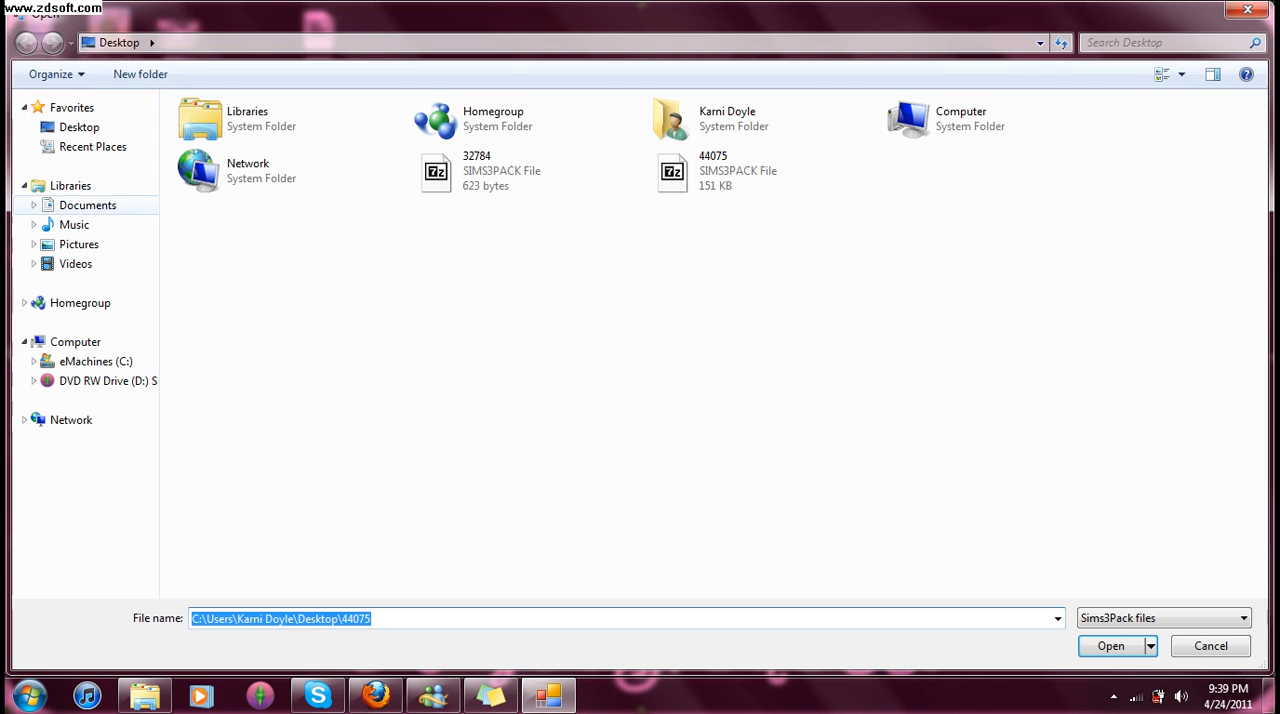 www.zdsoft.com
Open
Desktop
Search Desktop
Organize
New folder
Favorites
Desktop
Recent Places
Libraries
Documents
Music
Pictures
Videos
Homegroup
Computer
eMachines (C:)
DVD RW Drive (D:) S
Network
Libraries
System Folder
Homegroup
System Folder
Karni Doyle
System Folder
Computer
System Folder
Network
System Folder
7z
32784
SIMS3PACK File
623 bytes
7z
44075
SIMS3PACK File
151 KB
File name:
C:\Users\Karni Doyle\Desktop\44075
Sims3Pack files
Open
Cancel
9:39 PM
4/24/2011